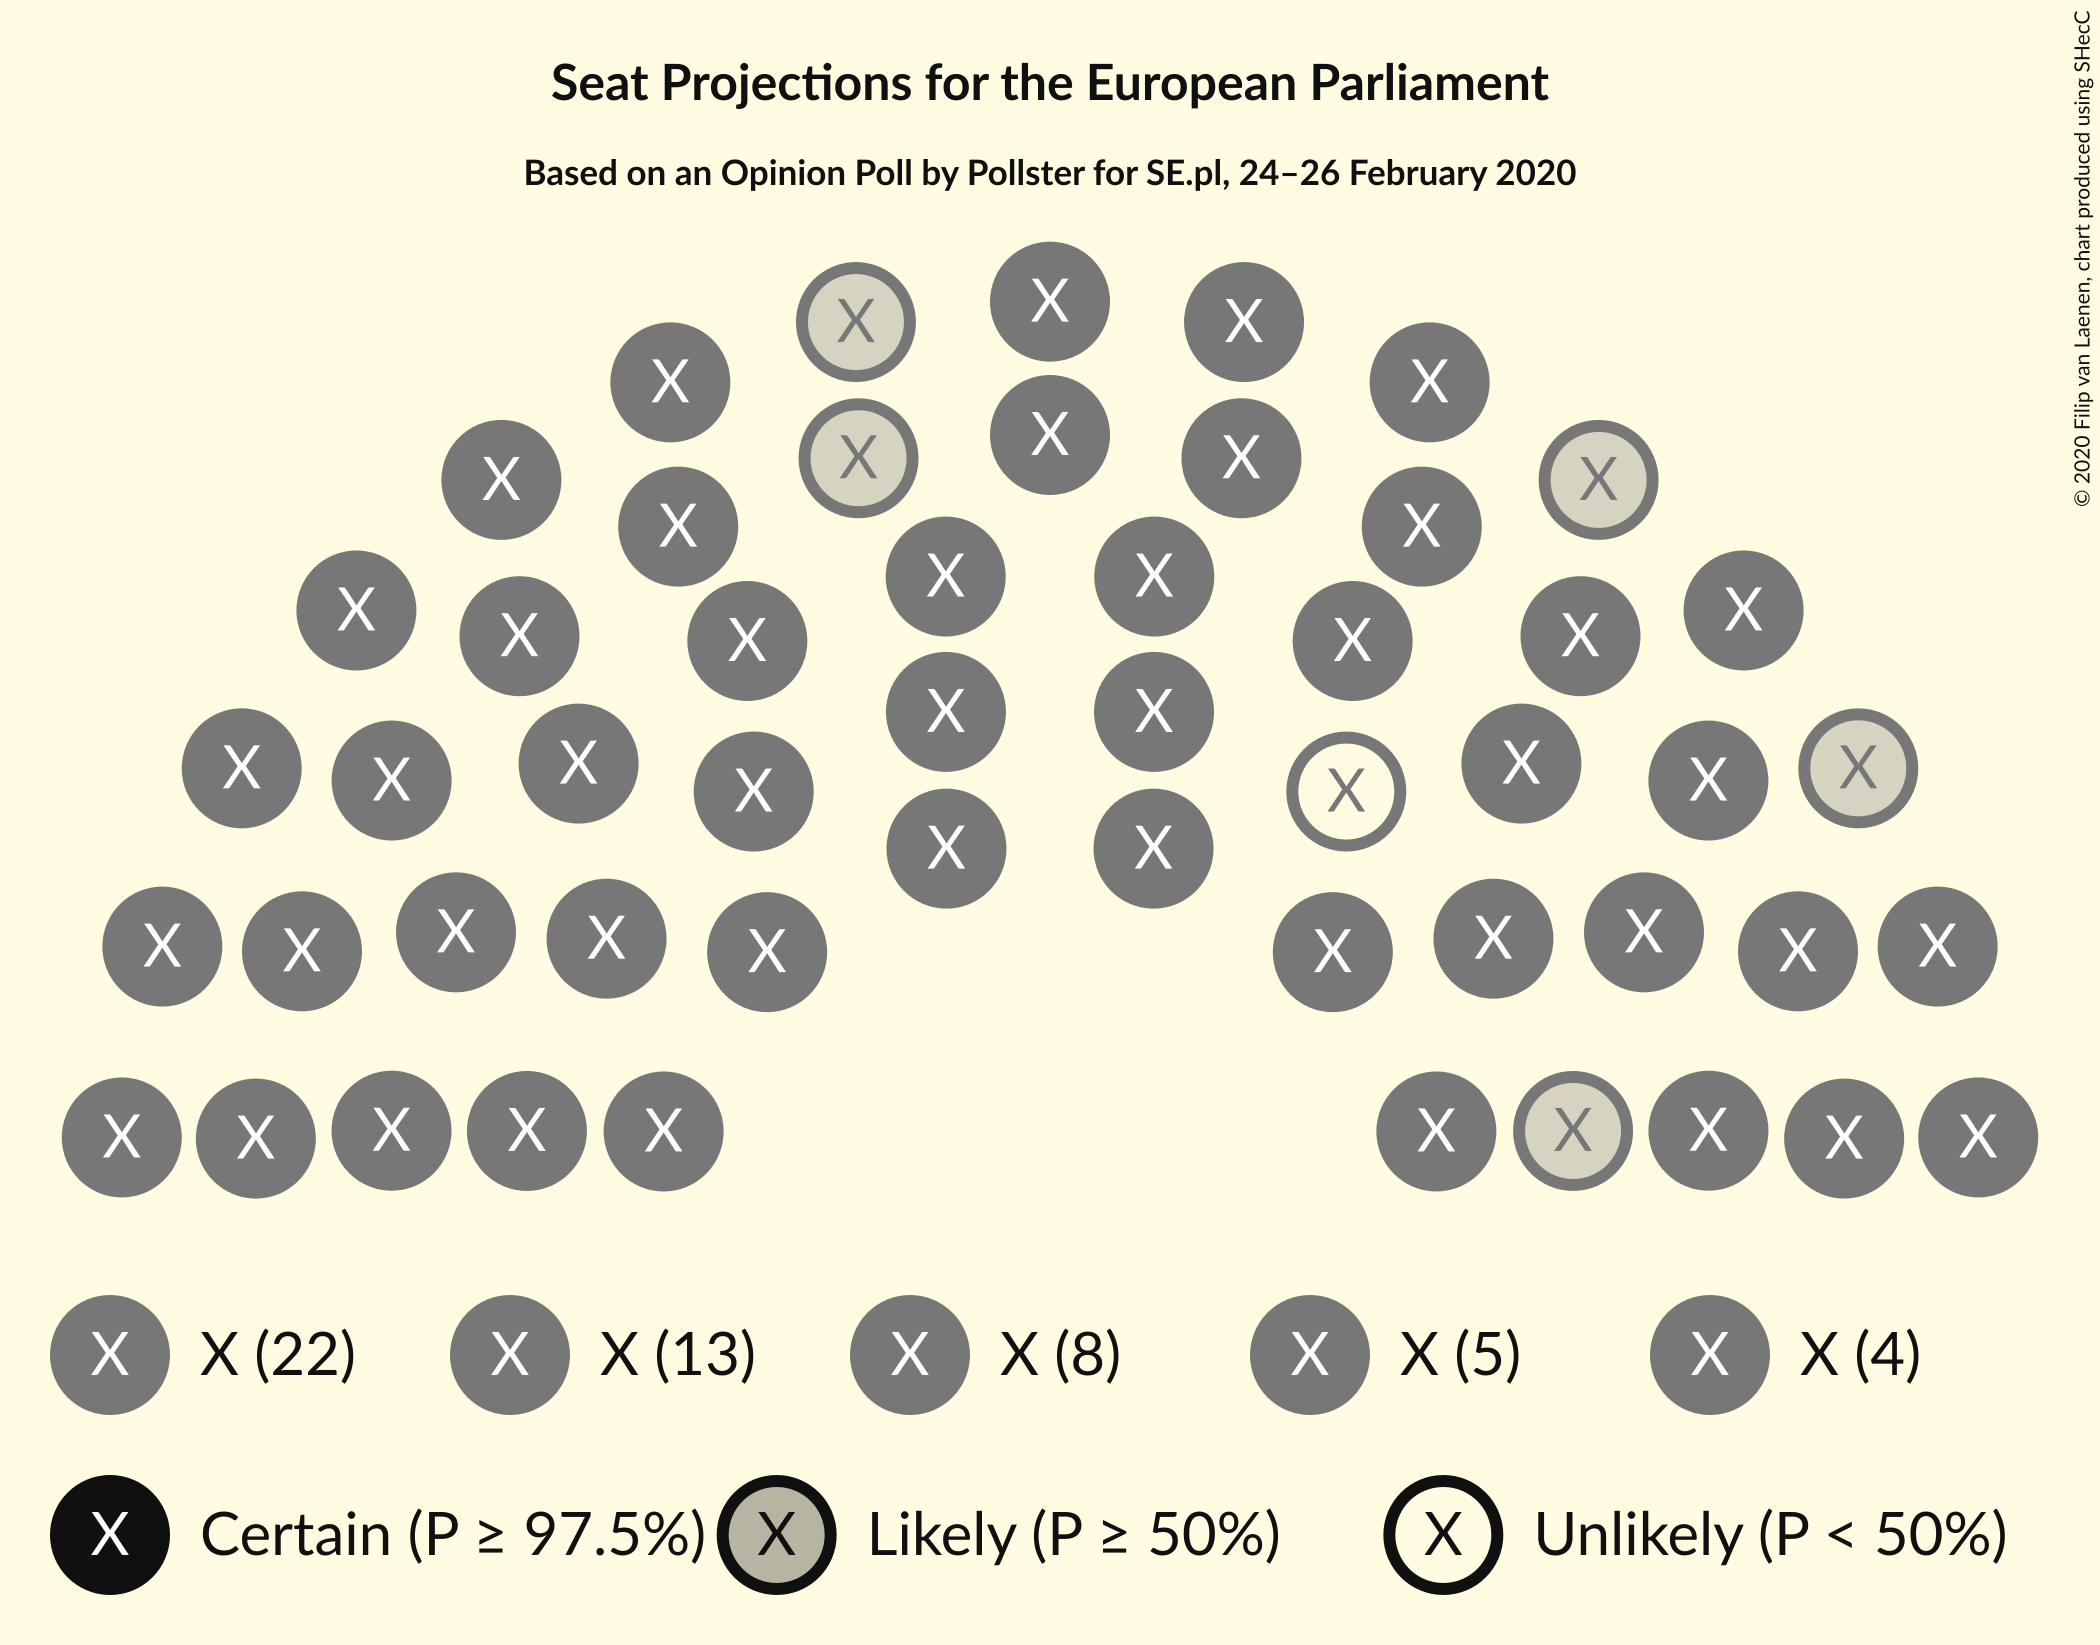 Seat Projections for the European Parliament
Based on an Opinion Poll by Pollster for SE.pl, 24–26 February 2020
© 2020 Filip van Laenen, chart produced using SHecC
X
X X
X X
X
X X
X X
X X
X X
X X
X X X X
X X
X X X X X X
X X
X X
X X X X X X X X X X
X X X X X X X X X X
X X (22) X X (13) X X (8) X X (5) X X (4)
X Certain (P ≥ 97.5%) X Likely (P ≥ 50%) X Unlikely (P < 50%)